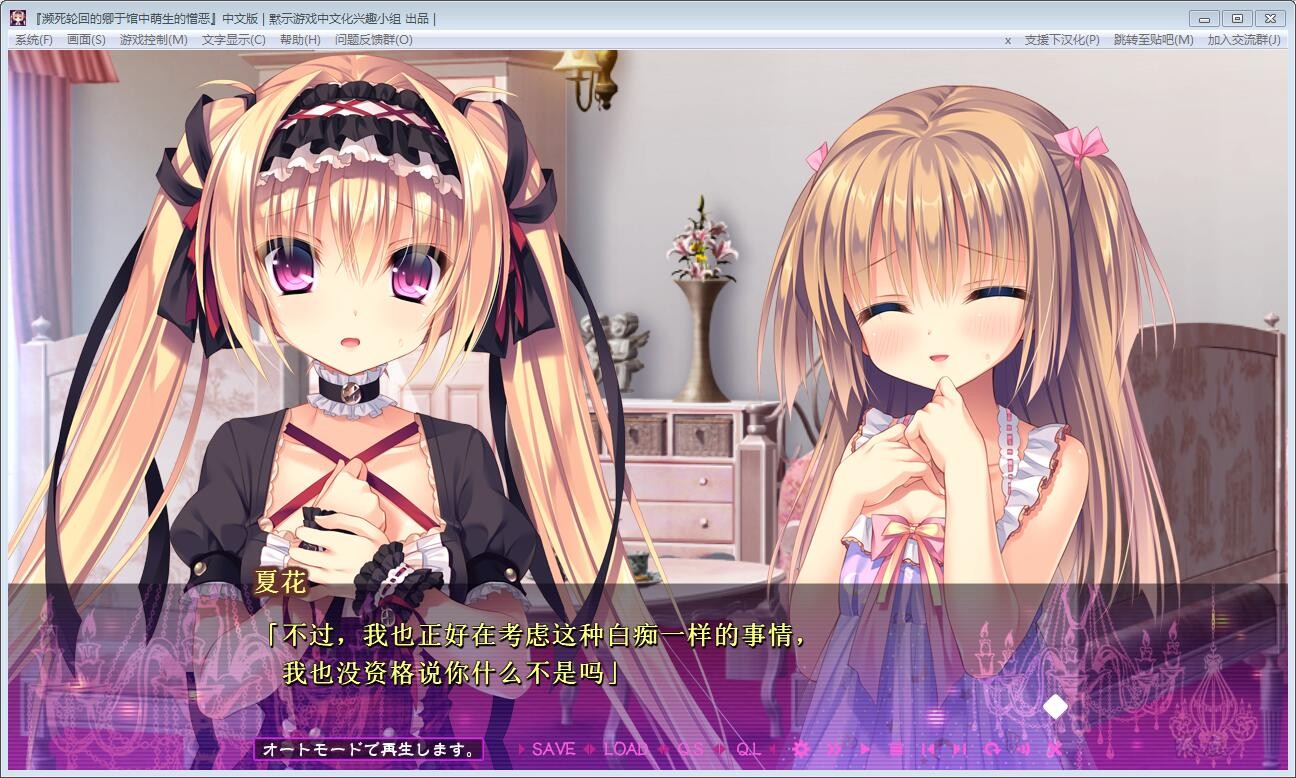 『濒死轮回的卿于馆中萌生的憎恶』中文版 | 默示游戏中文化兴趣小组 出品 |
系统(F) 画面(S) 游戏控制(M) 文字显示(C) 帮助(H) 问题反馈群(O) x 支援下汉化(P) 跳转至贴吧(M) 加入交流群(J)
夏花
「不过，我也正好在考虑这种白痴一样的事情，
我也没资格说你什么不是吗」
オートモードで再生します。 SAVE LOAD Q.S Q.L